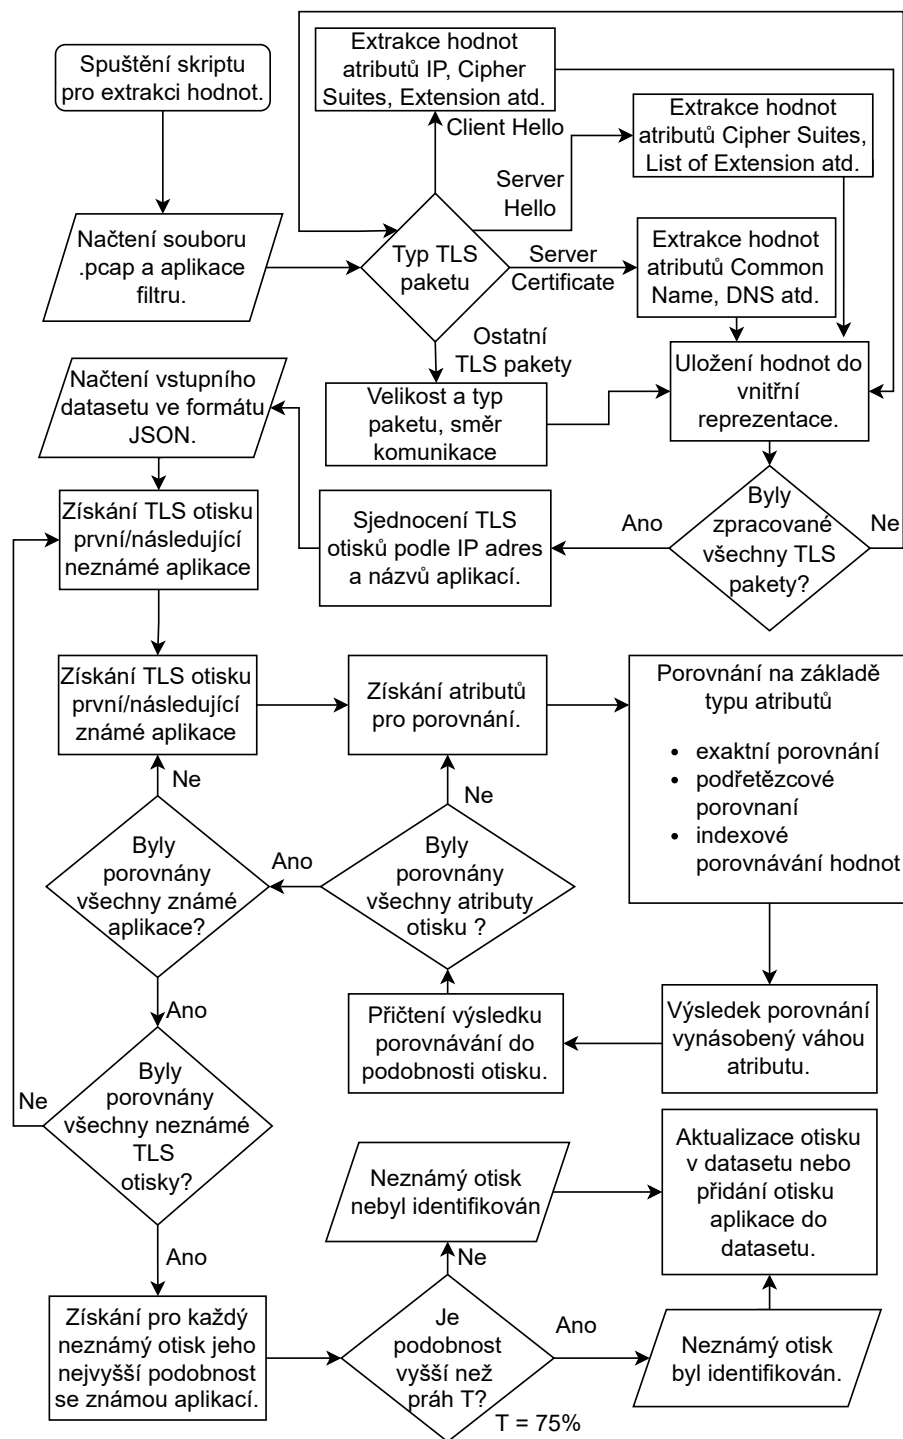 Spuštění skriptu
pro extrakci hodnot.
Extrakce hodnot
atributů IP, Cipher
Suites, Extension atd.
Client Hello
Extrakce hodnot
atributů Cipher Suites,
List of Extension atd.
Server
Hello
Načtení souboru
.pcap a aplikace
filtru.
Typ TLS
paketu
Server
Certificate
Extrakce hodnot
atributů Common
Name, DNS atd.
Ostatní
TLS pakety
Načtení vstupního
datasetu ve formátu
JSON.
Velikost a typ
paketu, směr
komunikace
Uložení hodnot do
vnitřní
reprezentace.
Získání TLS otisku
první/následující
neznámé aplikace
Sjednocení TLS
otisků podle IP adres
a názvů aplikací.
Ano
Byly
zpracované
všechny TLS
pakety?
Ne
Získání TLS otisku
první/následující
známé aplikace
Získání atributů
pro porovnání.
Porovnání na základě
typu atributů
• exaktní porovnání
• podřetězcové
porovnaní
• indexové
porovnávání hodnot
Ne
Ne
Byly
porovnány
všechny známé
aplikace?
Ano
Byly
porovnány
všechny atributy
otisku ?
Ano
Přičtení výsledku
porovnávání do
podobnosti otisku.
Výsledek porovnání
vynásobený váhou
atributu.
Ne
Byly
porovnány
všechny neznámé
TLS
otisky?
Ano
Neznámý otisk
nebyl identifikován
Aktualizace otisku
v datasetu nebo
přidání otisku
aplikace do
datasetu.
Ne
Získání pro každý
neznámý otisk jeho
nejvyšší podobnost
se známou aplikací.
Je
podobnost
vyšší než
práh T?
Ano
T = 75%
Neznámý otisk
byl identifikován.